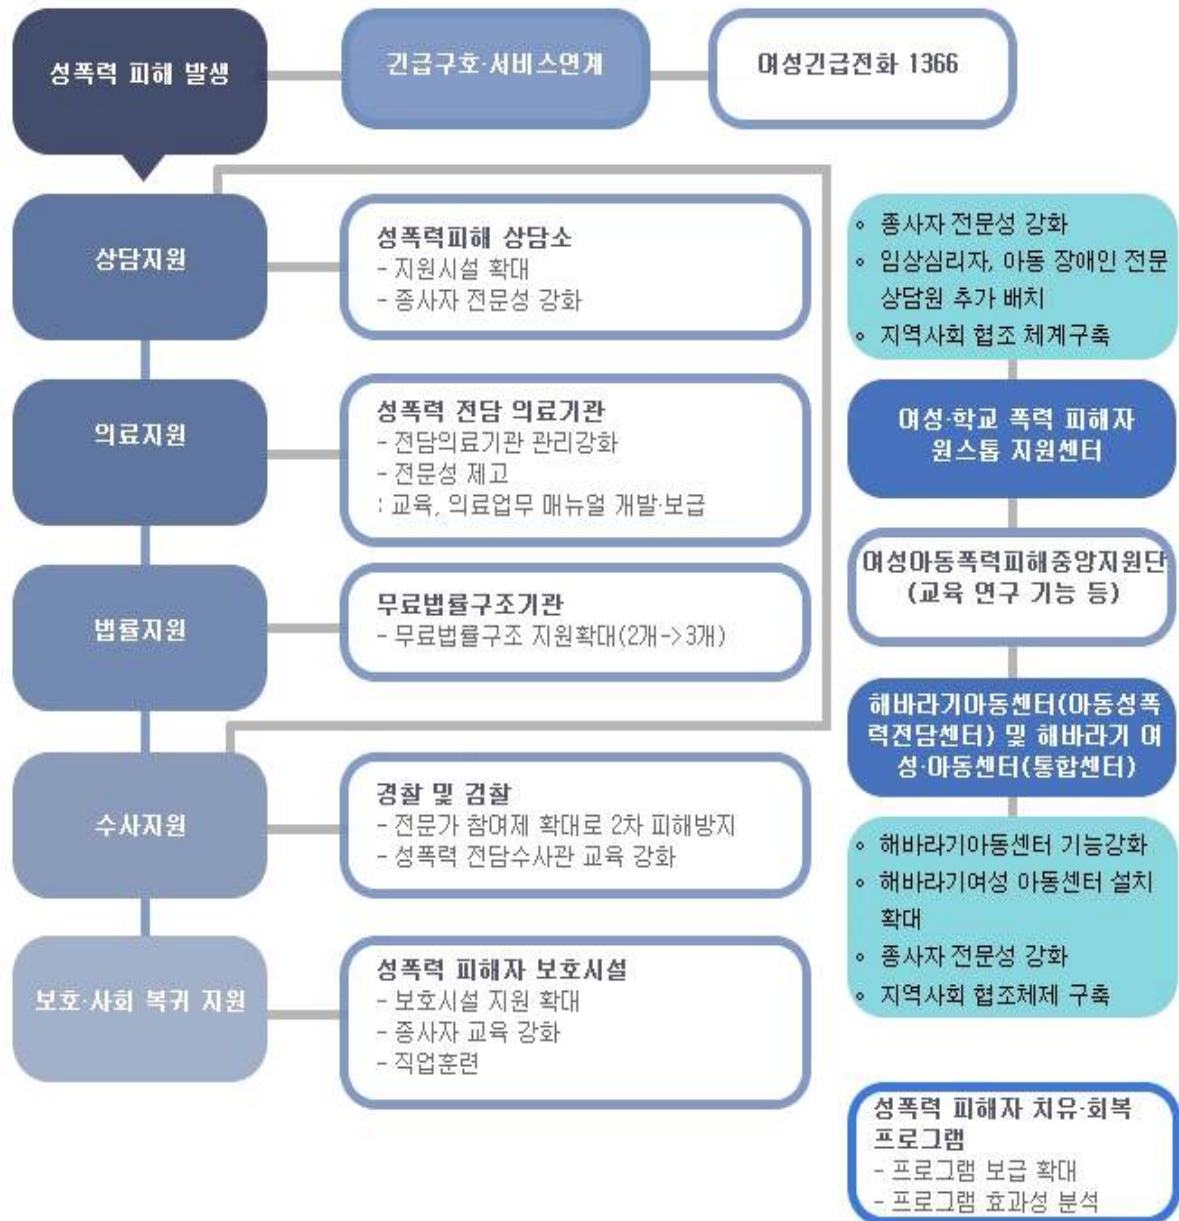 성폭력 피해 발생
긴급구호·서비스연계
여성긴급전화 1366
상담지원
성폭력피해 상담소
- 지원시설 확대
- 종사자 전문성 강화
의료지원
성폭력 전담 의료기관
- 전담의료기관 관리강화
- 전문성 제고
: 교육, 의료업무 매뉴얼 개발·보급
법률지원
무료법률구조기관
- 무료법률구조 지원확대(2개->3개)
수사지원
경찰 및 검찰
- 전문가 참여제 확대로 2차 피해방지
- 성폭력 전담수사관 교육 강화
보호·사회 복귀 지원
성폭력 피해자 보호시설
- 보호시설 지원 확대
- 종사자 교육 강화
- 직업훈련
◦ 종사자 전문성 강화
◦ 임상심리자, 아동 장애인 전문
상담원 추가 배치
◦ 지역사회 협조 체계구축
여성·학교 폭력 피해자
원스톱 지원센터
여성아동폭력피해중앙지원단
(교육 연구 기능 등)
해바라기아동센터(아동성폭
력전담센터) 및 해바라기 여
성·아동센터(통합센터)
◦ 해바라기아동센터 기능강화
◦ 해바라기여성 아동센터 설치
확대
◦ 종사자 전문성 강화
◦ 지역사회 협조체제 구축
성폭력 피해자 치유·회복
프로그램
- 프로그램 보급 확대
- 프로그램 효과성 분석